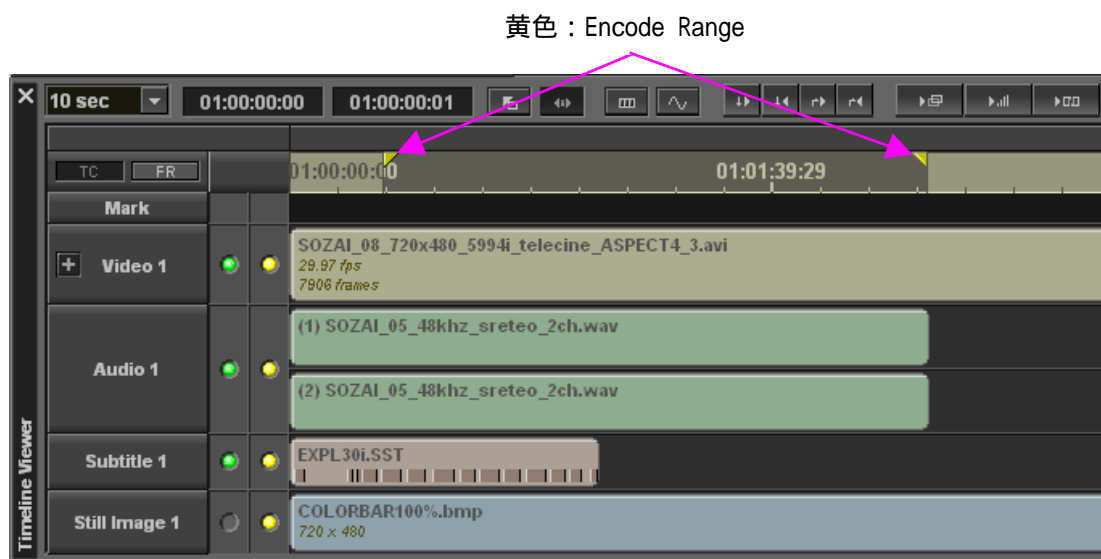 黄色：Encode Range
10 sec
01:00:00:00
01:00:00:01
TC
FR
01:00:00:00
01:01:39:29
Mark
Video 1
SOZAI_08_720x480_5994i_telecine_ASPECT4_3.avi
29.97 fps
7906 frames
Audio 1
(1) SOZAI_05_48khz_sreteo_2ch.wav
(2) SOZAI_05_48khz_sreteo_2ch.wav
Subtitle 1
EXPL30i.SST
Still Image 1
COLORBAR100%.bmp
720 x 480
Timeline Viewer